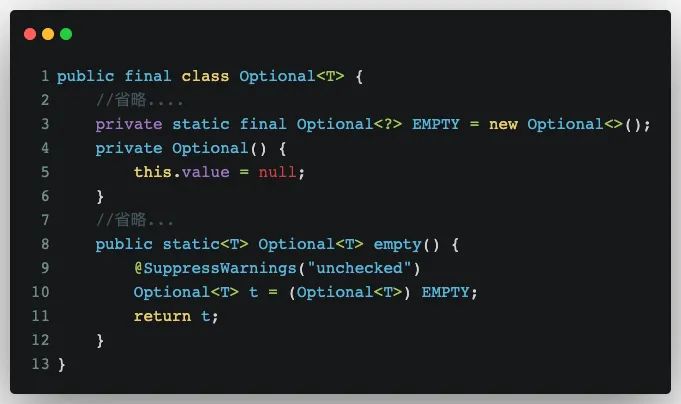 1 public final class Optional<T> {
2     //省略....
3     private static final Optional<?> EMPTY = new Optional<>();
4     private Optional() {
5         this.value = null;
6     }
7     //省略...
8     public static<T> Optional<T> empty() {
9         @SuppressWarnings("unchecked")
10         Optional<T> t = (Optional<T>) EMPTY;
11         return t;
12     }
13 }